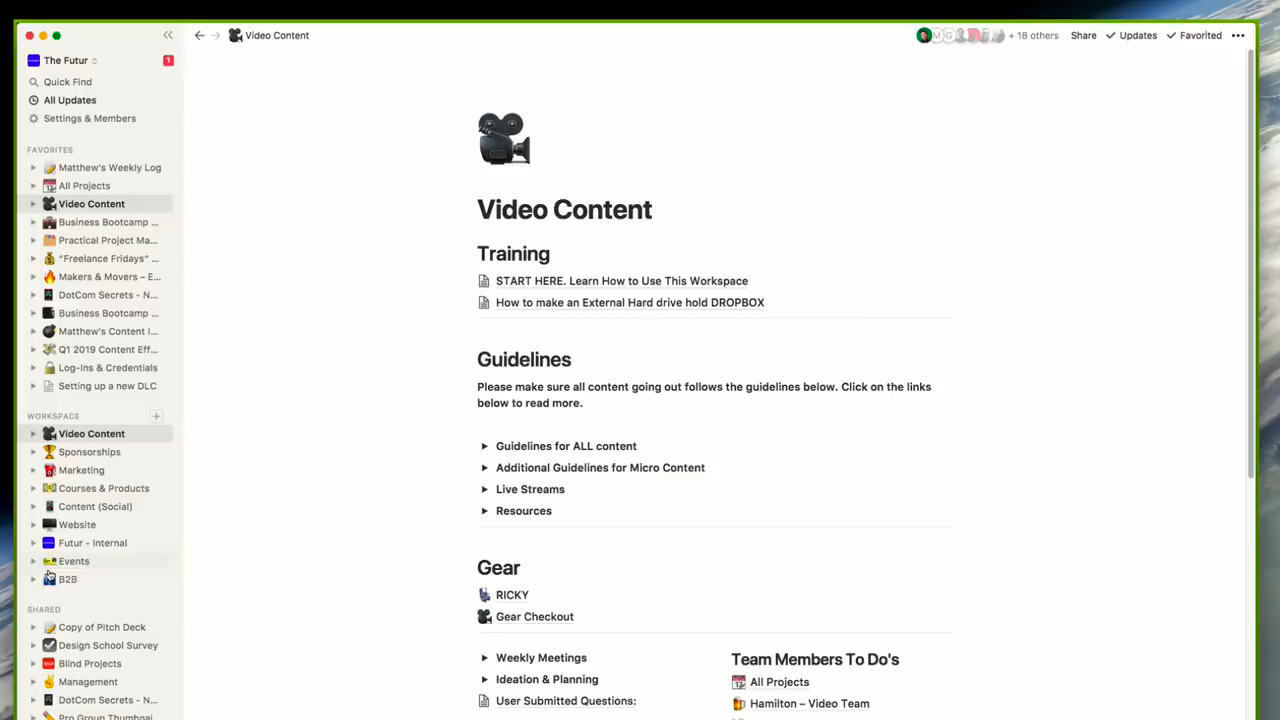 Video Content
+ 18 others
Share
Updates
Favorited
The Futur
1
Quick Find
All Updates
Settings & Members
FAVORITES
Matthew's Weekly Log
All Projects
Video Content
Business Bootcamp ...
Practical Project Ma...
"Freelance Fridays" ...
Makers & Movers – E...
DotCom Secrets - N...
Business Bootcamp ...
Matthew's Content I...
Q1 2019 Content Eff...
Log-Ins & Credentials
Setting up a new DLC
WORKSPACE
Video Content
Sponsorships
Marketing
Courses & Products
Content (Social)
Website
Futur - Internal
Events
B2B
SHARED
Copy of Pitch Deck
Design School Survey
Blind Projects
Management
DotCom Secrets - N...
Pro Group Thumbnai...
Video Content
Training
START HERE. Learn How to Use This Workspace
How to make an External Hard drive hold DROPBOX
Guidelines
Please make sure all content going out follows the guidelines below. Click on the links
below to read more.
Guidelines for ALL content
Additional Guidelines for Micro Content
Live Streams
Resources
Gear
RICKY
Gear Checkout
Weekly Meetings
Ideation & Planning
User Submitted Questions:
Team Members To Do's
All Projects
Hamilton – Video Team